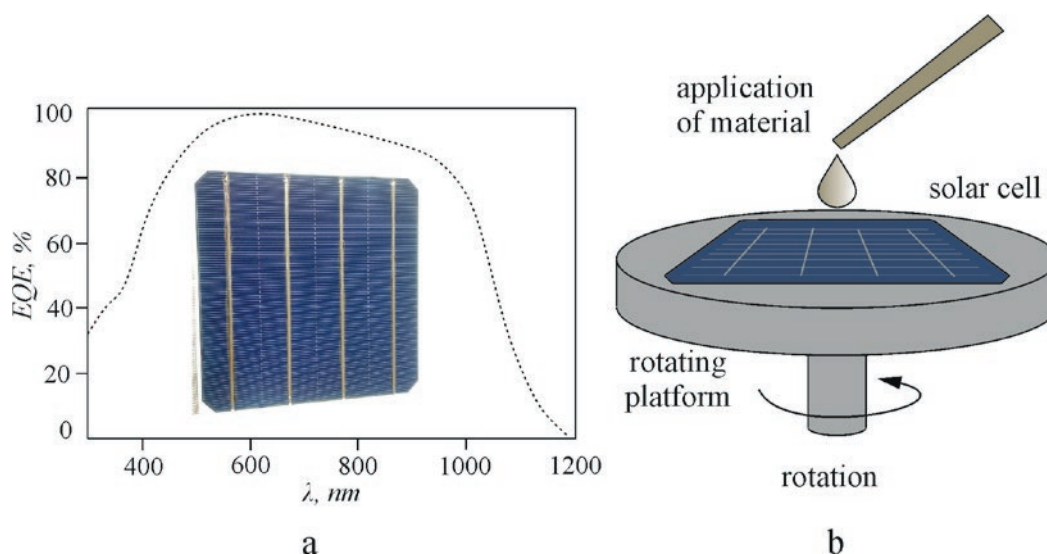 100
80
60
40
20
0
EQE, %
400
600
800
1000
1200
λ, nm
a
application
of material
solar cell
rotating
platform
rotation
b